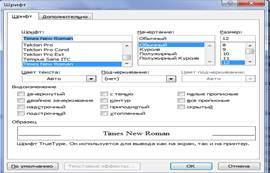 Шрифт
Шрифт Дополнительно
Шрифт: Начертание: Размер:
Times New Roman Обычный 12
Tekton Pro Обычный 8
Tekton Pro Cond Курсив 9
Tekton Pro Ext Полужирный 10
Tempus Sans ITC 11
Times New Roman 12
Цвет текста: Подчеркивание: Цвет подчеркивания:
Авто (нет) Авто
Видоизменение
зачеркнутый с тенью малые прописные
двойное зачеркивание контур все прописные
надстрочный приподнятый скрытый
подстрочный утопленный
Образец
Times New Roman
Шрифт TrueType. Он используется для вывода как на экран, так и на принтер.
По умолчанию Текстовые эффекты... ОК Отмена